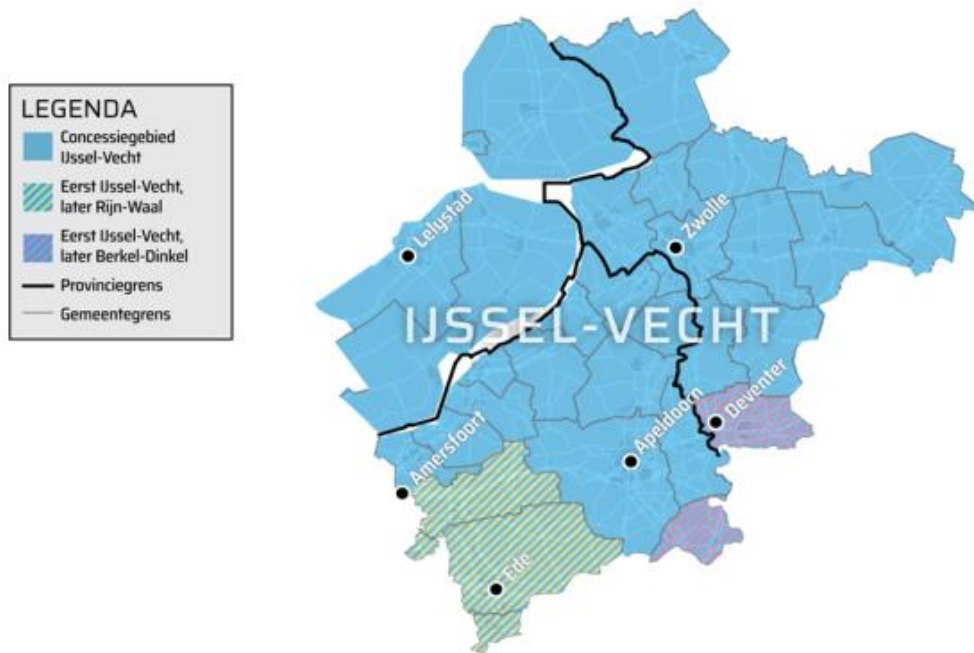 LEGENDA
Concessiegebied
IJssel-Vecht
Eerst IJssel-Vecht,
later Rijn-Waal
Eerst IJssel-Vecht,
later Berkel-Dinkel
Provinciegrens
Gemeentegrens
Lelystad
Zwolle
IJSSEL-VECHT
Deventer
Apeldoorn
Amersfoort
Ede